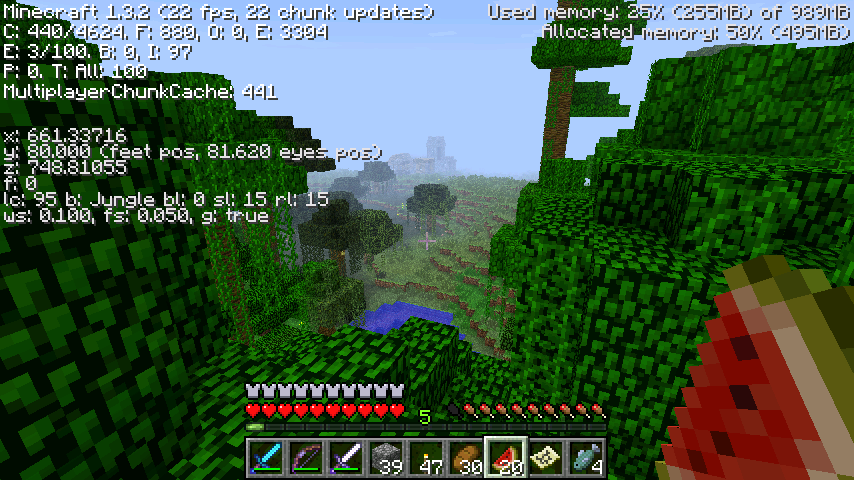 Minecraft 1.3.2 (22 fps, 22 chunk updates)
Used memory: 25% (255MB) of 989MB
C: 440/4624, F: 880, O: 0, E: 3304
Allocated memory: 50% (495MB)
E: 3/100, B: 0, I: 97
P: 0, T: All: 100
MultiplayerChunkCache: 441
x: 661.33716
y: 80.000 (feet pos, 81.620 eyes pos)
z: 748.81055
f: 0
lc: 95 b: Jungle bl: 0 sl: 15 rl: 15
ws: 0.100, fs: 0.050, g: true
5
39 47 30 20 4